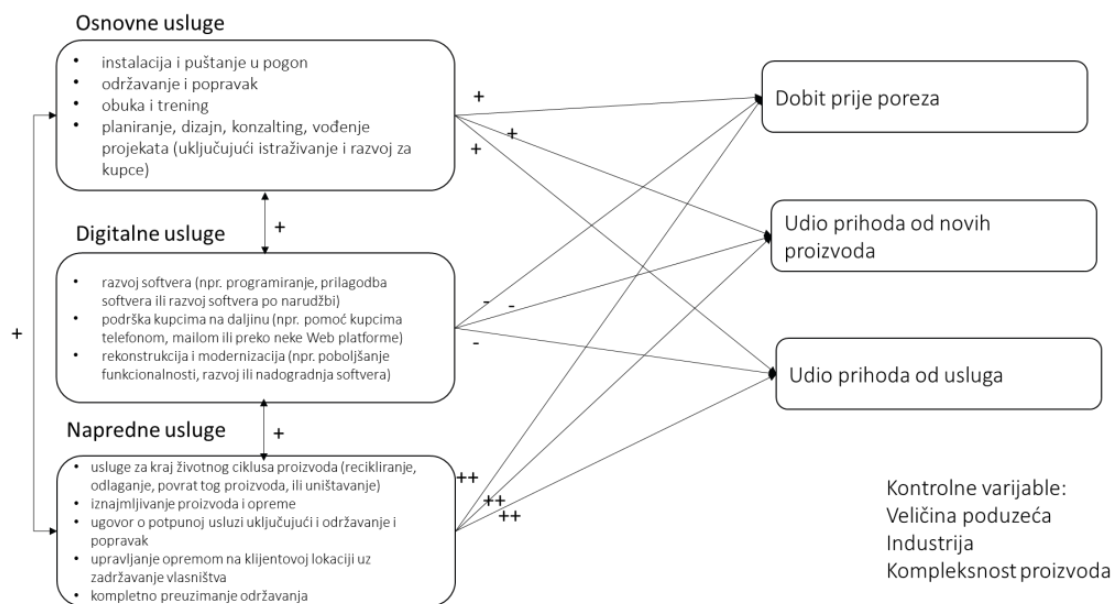 Osnovne usluge
• instalacija i puštanje u pogon
• održavanje i popravak
• obuka i trening
• planiranje, dizajn, konzalting, vođenje
projekata (uključujući istraživanje i razvoj za
kupce)
+
Digitalne usluge
• razvoj softvera (npr. programiranje, prilagodba
softvera ili razvoj softvera po narudžbi)
• podrška kupcima na daljinu (npr. pomoć kupcima
telefonom, mailom ili preko neke Web platforme)
• rekonstrukcija i modernizacija (npr. poboljšanje
funkcionalnosti, razvoj ili nadogradnja softvera)
+
+
Napredne usluge
• usluge za kraj životnog ciklusa proizvoda (recikliranje,
odlaganje, povrat tog proizvoda, ili uništavanje)
• iznajmljivanje proizvoda i opreme
• ugovor o potpunoj usluzi uključujući i održavanje i
popravak
• upravljanje opremom na klijentovoj lokaciji uz
zadržavanje vlasništva
• kompletno preuzimanje održavanja
+
+
+
-
-
-
++
++
++
Dobit prije poreza
Udio prihoda od novih
proizvoda
Udio prihoda od usluga
Kontrolne varijable:
Veličina poduzeća
Industrija
Kompleksnost proizvoda